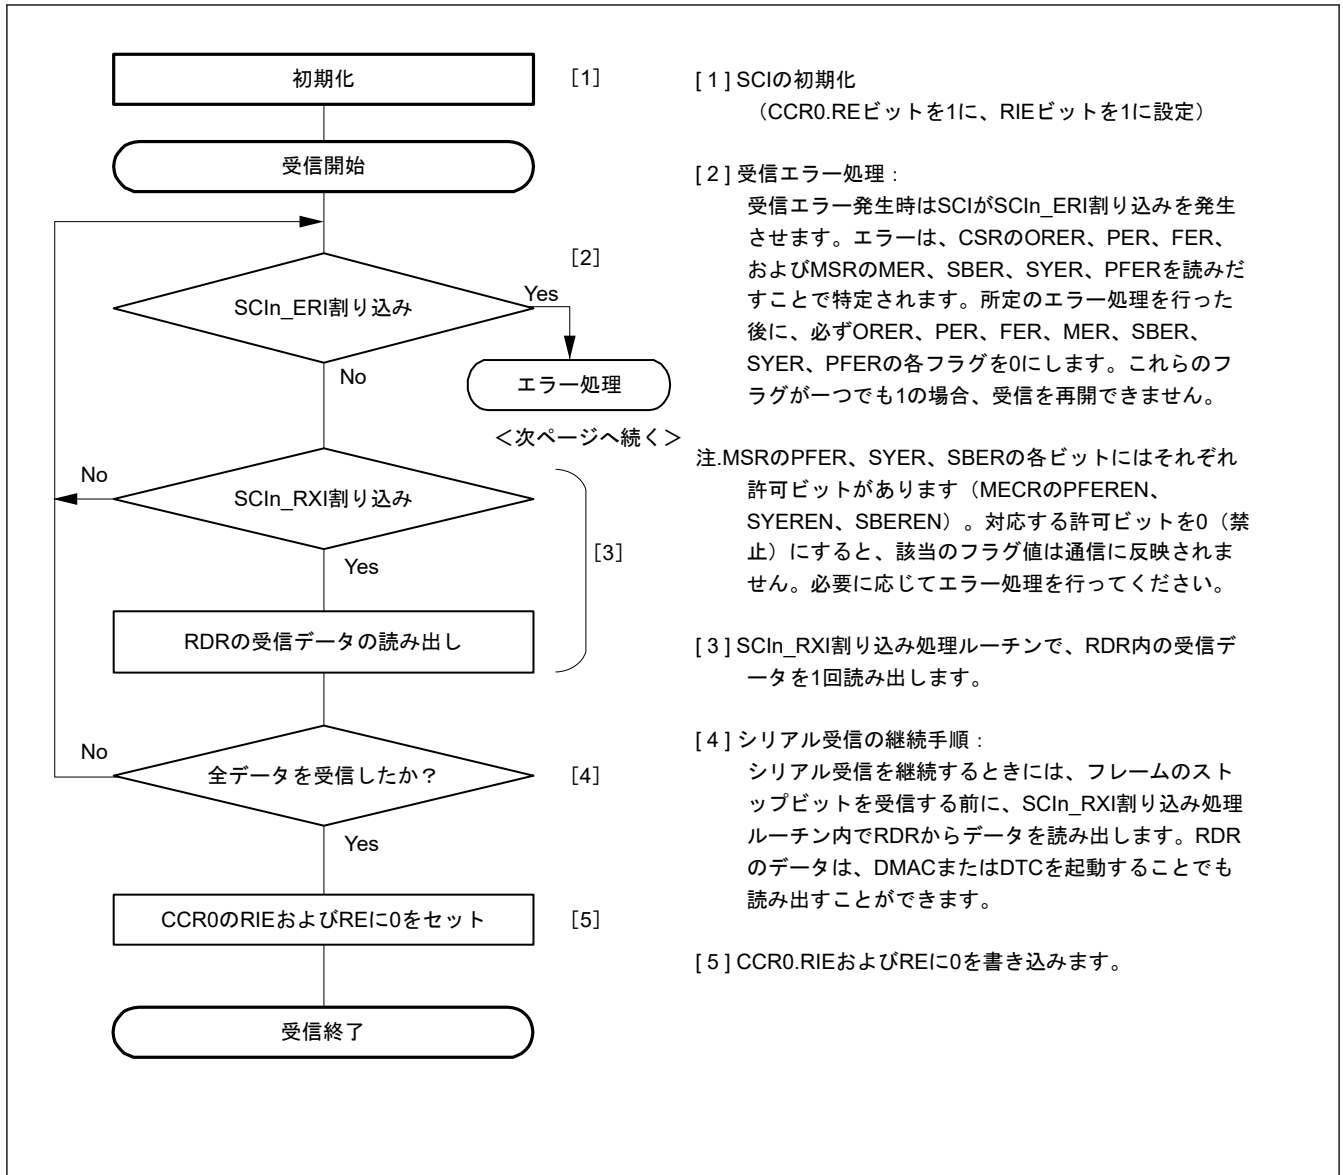 初期化
[1]
受信開始
[2]
SCIn_ERI割り込み
Yes
No
エラー処理
＜次ページへ続く＞
No
SCIn_RXI割り込み
[3]
Yes
RDRの受信データの読み出し
No
全データを受信したか？
[4]
Yes
CCR0のRIEおよびREに0をセット
[5]
受信終了
[ 1 ] SCIの初期化
（CCR0.REビットを1に、RIEビットを1に設定）
[ 2 ] 受信エラー処理：
受信エラー発生時はSCIがSCIn_ERI割り込みを発生
させます。エラーは、CSRのORER、PER、FER、
およびMSRのMER、SBER、SYER、PFERを読みだ
すことで特定されます。所定のエラー処理を行った
後に、必ずORER、PER、FER、MER、SBER、
SYER、PFERの各フラグを0にします。これらのフ
ラグが一つでも1の場合、受信を再開できません。
注.MSRのPFER、SYER、SBERの各ビットにはそれぞれ
許可ビットがあります（MECRのPFEREN、
SYEREN、SBEREN）。対応する許可ビットを0（禁
止）にすると、該当のフラグ値は通信に反映されま
せん。必要に応じてエラー処理を行ってください。
[ 3 ] SCIn_RXI割り込み処理ルーチンで、RDR内の受信デ
ータを1回読み出します。
[ 4 ] シリアル受信の継続手順：
シリアル受信を継続するときには、フレームのスト
ップビットを受信する前に、SCIn_RXI割り込み処理
ルーチン内でRDRからデータを読み出します。RDR
のデータは、DMACまたはDTCを起動することでも
読み出すことができます。
[ 5 ] CCR0.RIEおよびREに0を書き込みます。